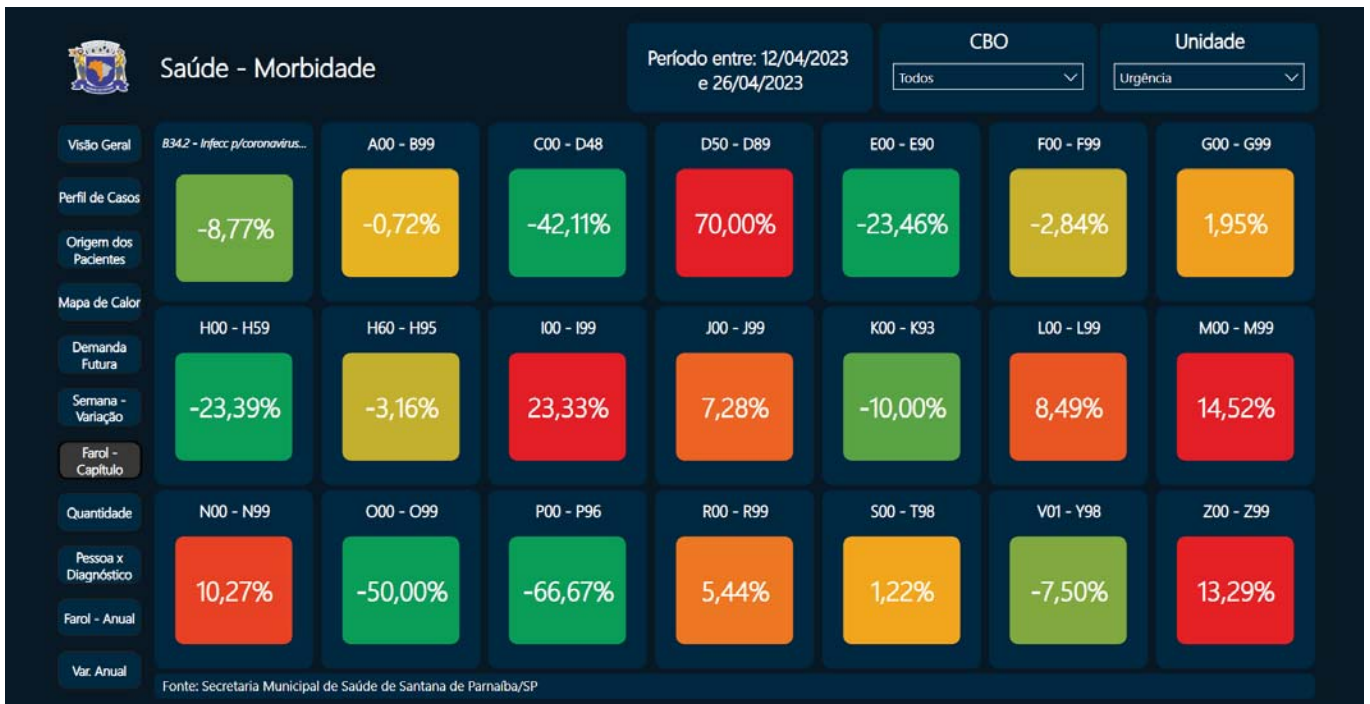 Saúde - Morbidade
Período entre: 12/04/2023
e 26/04/2023
CBO
Todos
Unidade
Urgência
Visão Geral
Perfil de Casos
Origem dos
Pacientes
Mapa de Calor
Demanda
Futura
Semana -
Variação
Farol -
Capítulo
Quantidade
Pessoa x
Diagnóstico
Farol - Anual
Var. Anual
B34.2 - Infecc p/coronavirus...
-8,77%
A00 - B99
-0,72%
C00 - D48
-42,11%
D50 - D89
70,00%
E00 - E90
-23,46%
F00 - F99
-2,84%
G00 - G99
1,95%
H00 - H59
-23,39%
H60 - H95
-3,16%
I00 - I99
23,33%
J00 - J99
7,28%
K00 - K93
-10,00%
L00 - L99
8,49%
M00 - M99
14,52%
N00 - N99
10,27%
O00 - O99
-50,00%
P00 - P96
-66,67%
R00 - R99
5,44%
S00 - T98
1,22%
V01 - Y98
-7,50%
Z00 - Z99
13,29%
Fonte: Secretaria Municipal de Saúde de Santana de Parnaíba/SP